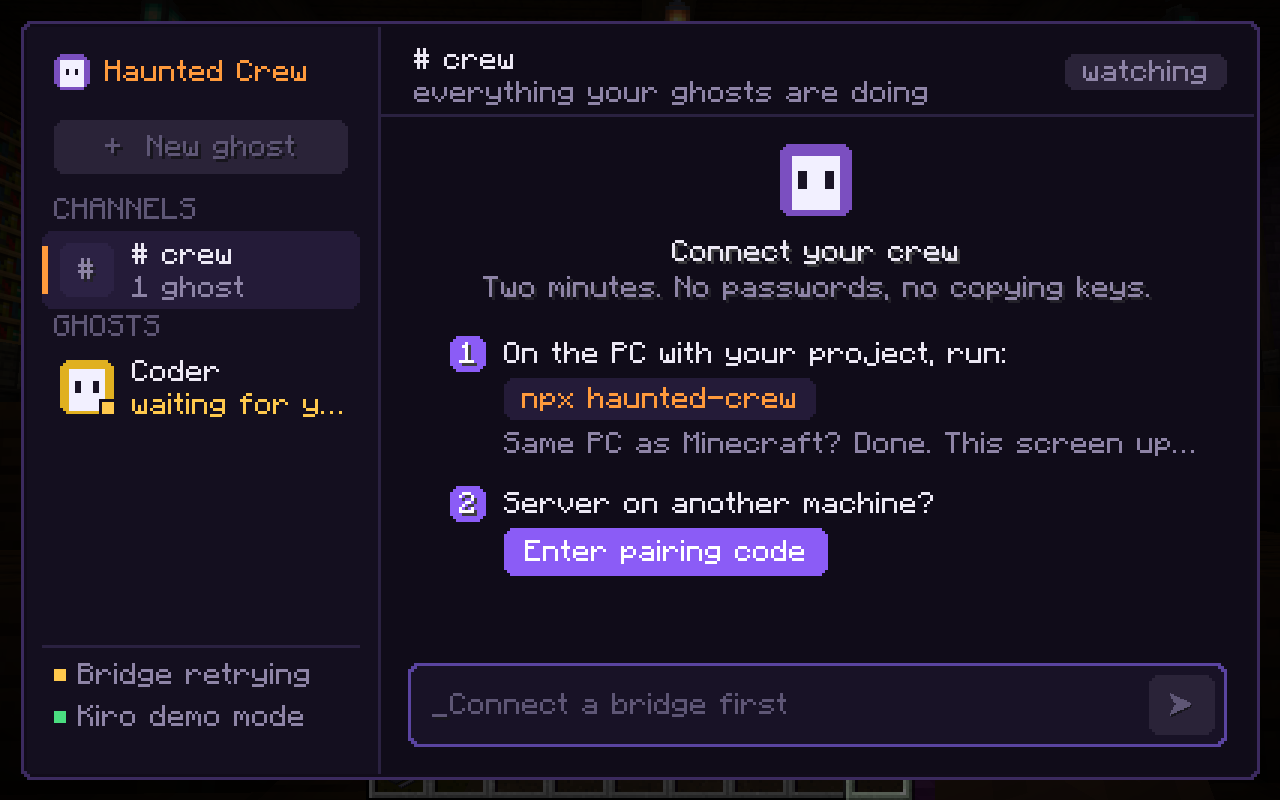 Haunted Crew
+ New ghost
CHANNELS
#
# crew
1 ghost
GHOSTS
Coder
waiting for y...
Bridge retrying
Kiro demo mode
# crew
everything your ghosts are doing
watching
Connect your crew
Two minutes. No passwords, no copying keys.
1 On the PC with your project, run:
npx haunted-crew
Same PC as Minecraft? Done. This screen up...
2 Server on another machine?
Enter pairing code
_Connect a bridge first